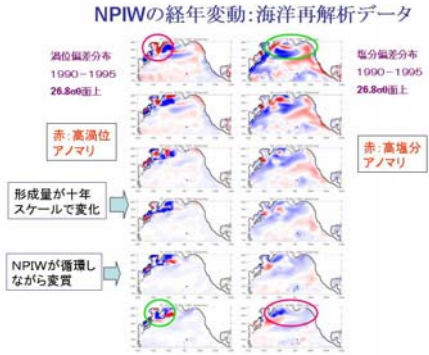 NPIWの経年変動:海洋再解析データ
渦位偏差分布
1990-1995
26.8σθ面上
塩分偏差分布
1990-1995
26.8σθ面上
赤:高渦位
アノマリ
赤:高塩分
アノマリ
形成量が十年
スケールで変化
NPIWが循環し
ながら変質